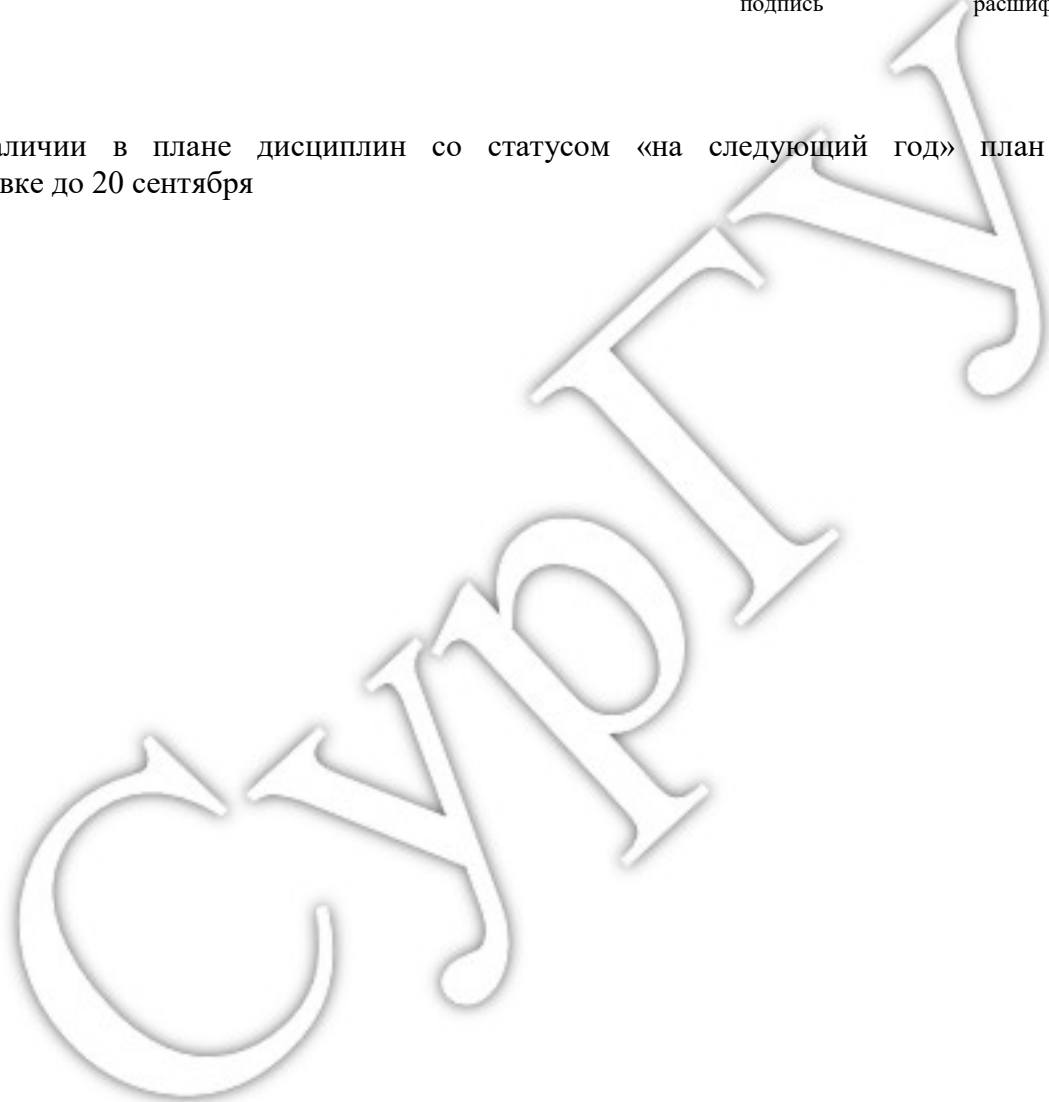 подпись расшиф
аличии в плане дисциплин со статусом «на следующий год» план
вке до 20 сентября
СурГУ